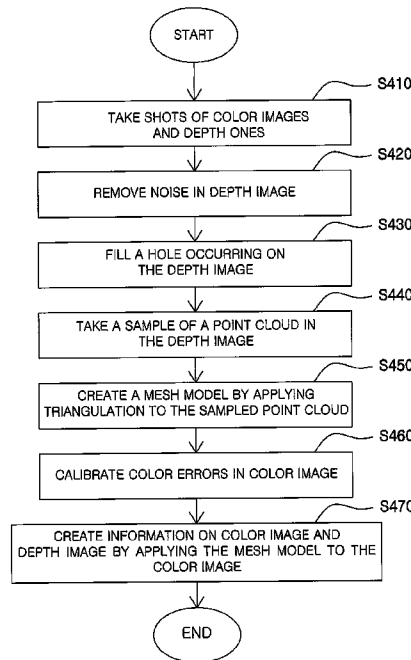 START
S410
TAKE SHOTS OF COLOR IMAGES
AND DEPTH ONES
S420
REMOVE NOISE IN DEPTH IMAGE
S430
FILL A HOLE OCCURRING ON
THE DEPTH IMAGE
S440
TAKE A SAMPLE OF A POINT CLOUD IN
THE DEPTH IMAGE
S450
CREATE A MESH MODEL BY APPLYING
TRIANGULATION TO THE SAMPLED POINT CLOUD
S460
CALIBRATE COLOR ERRORS IN COLOR IMAGE
S470
CREATE INFORMATION ON COLOR IMAGE AND
DEPTH IMAGE BY APPLYING THE MESH MODEL TO THE
COLOR IMAGE
END